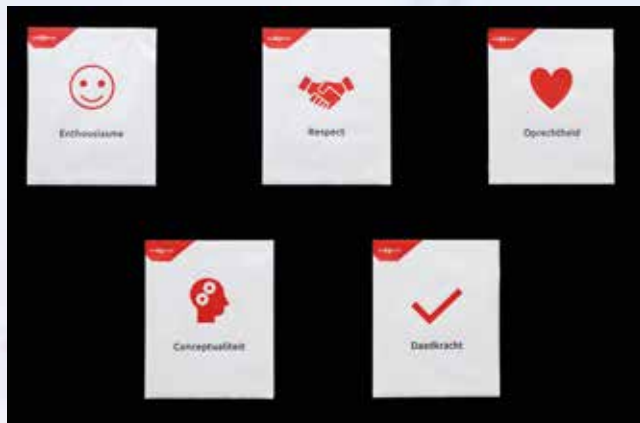 Enthousiasme
Respect
Oprechtheid
Conceptualiteit
Daadkracht